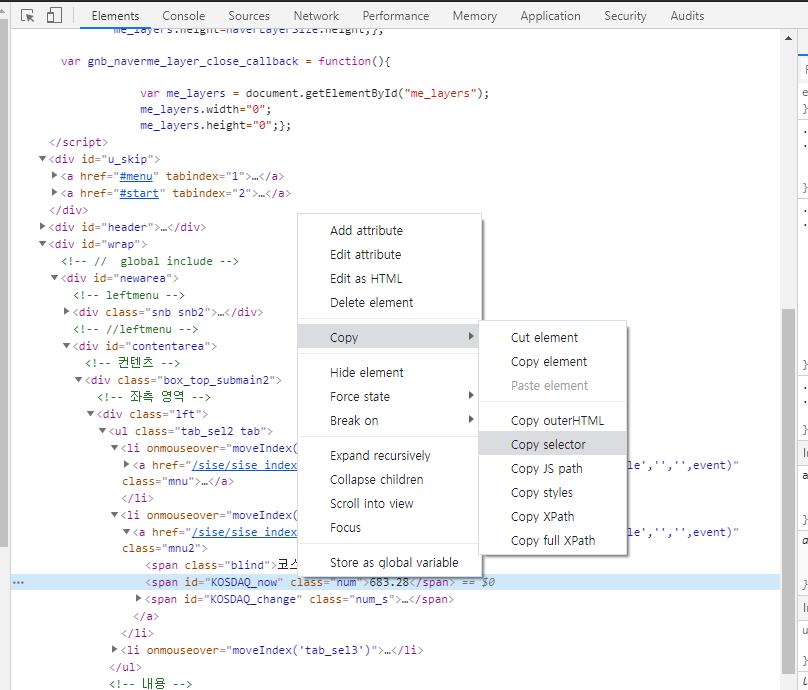 Elements Console Sources Network Performance Memory Application Security Audits
me_layers.height=naverLayerSize.height;};
var gnb_naverme_layer_close_callback = function(){
var me_layers = document.getElementById("me_layers");
me_layers.width="0";
me_layers.height="0";};
</script>
▼<div id="u_skip">
▶<a href="#menu" tabindex="1">…</a>
▶<a href="#start" tabindex="2">…</a>
</div>
▶<div id="header">…</div>
▼<div id="wrap">
<!-- // global include -->
▼<div id="newarea">
<!-- leftmenu -->
▶<div class="snb snb2">…</div>
<!-- //leftmenu -->
▼<div id="contentarea">
<!-- 컨텐츠 -->
▼<div class="box_top_submain2">
<!-- 좌측 영역 -->
▼<div class="lft">
▼<ul class="tab_sel2 tab">
▼<li onmouseover="moveIndex(
▶<a href="/sise/sise_index le','','',event)"
class="mnu">…</a>
</li>
▼<li onmouseover="moveIndex(
▼<a href="/sise/sise_index le','','',event)"
class="mnu2">
<span class="blind">코스
<span id="KOSDAQ_now" class="num">683.28</span> == $0
▶<span id="KOSDAQ_change" class="num_s">…</span>
</a>
</li>
▶<li onmouseover="moveIndex('tab_sel3')">…</li>
</ul>
<!-- 내용 -->
Add attribute
Edit attribute
Edit as HTML
Delete element
Copy
Hide element
Force state
Break on
Expand recursively
Collapse children
Scroll into view
Focus
Store as global variable
Cut element
Copy element
Paste element
Copy outerHTML
Copy selector
Copy JS path
Copy styles
Copy XPath
Copy full XPath